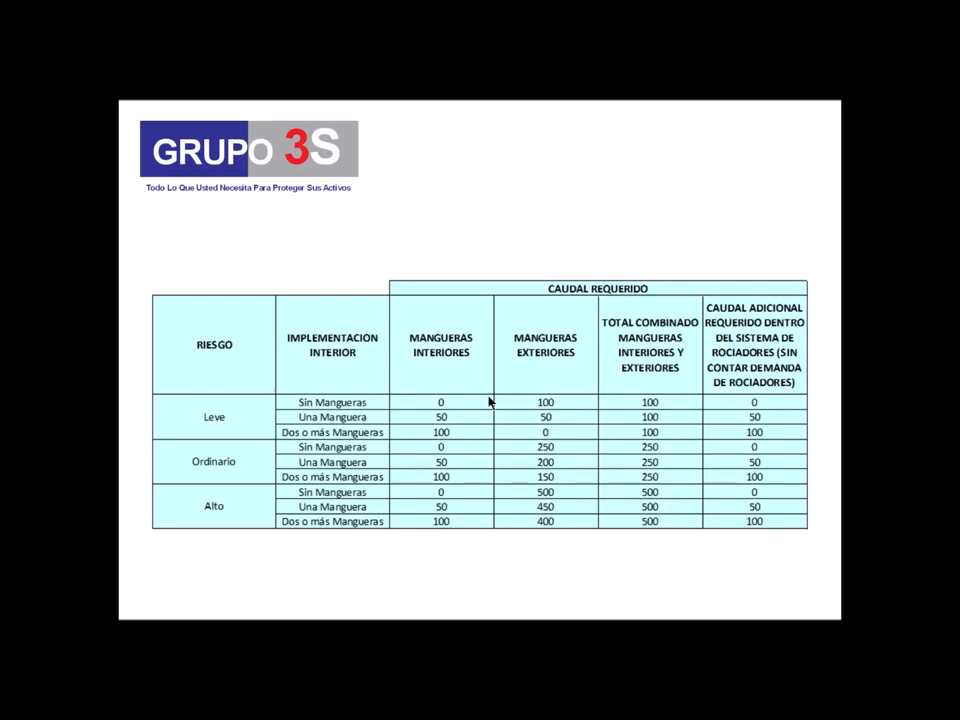 GRUPO 3S
Todo Lo Que Usted Necesita Para Proteger Sus Activos
CAUDAL REQUERIDO
RIESGO
IMPLEMENTACION
INTERIOR
MANGUERAS
INTERIORES
MANGUERAS
EXTERIORES
TOTAL COMBINADO
MANGUERAS
INTERIORES Y
EXTERIORES
CAUDAL ADICIONAL
REQUERIDO DENTRO
DEL SISTEMA DE
ROCIADORES (SIN
CONTAR DEMANDA
DE ROCIADORES)
Leve
Sin Mangueras 0 100 100 0
Una Manguera 50 50 100 50
Dos o más Mangueras 100 0 100 100
Ordinario
Sin Mangueras 0 250 250 0
Una Manguera 50 200 250 50
Dos o más Mangueras 100 150 250 100
Alto
Sin Mangueras 0 500 500 0
Una Manguera 50 450 500 50
Dos o más Mangueras 100 400 500 100